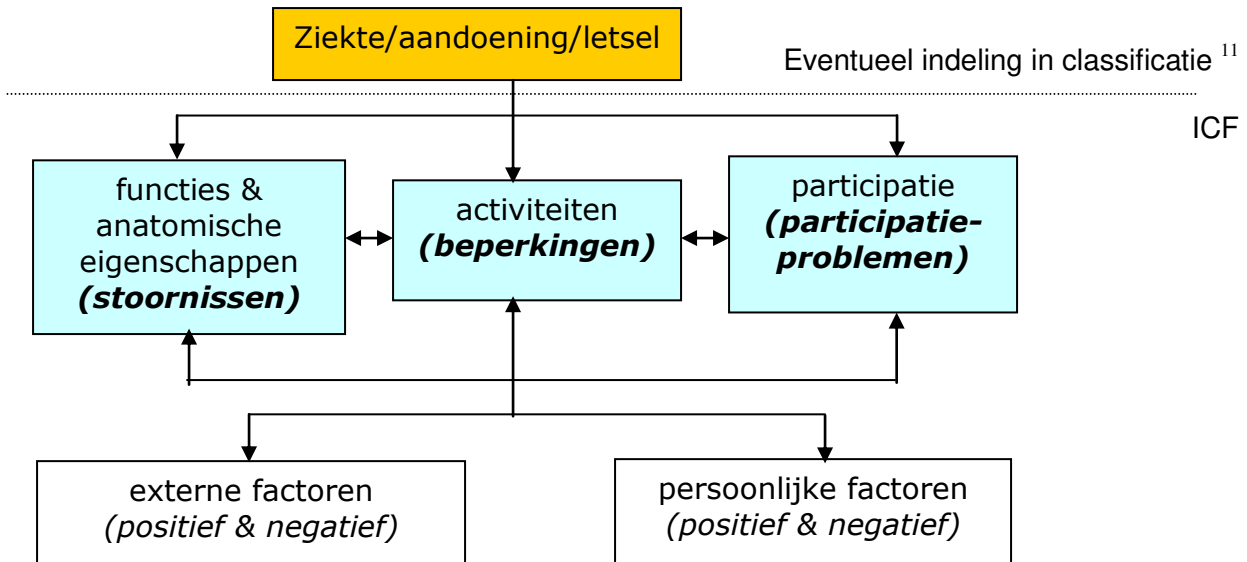 Ziekte/aandoening/letsel
Eventueel indeling in classificatie 11
ICF
functies &
anatomische
eigenschappen
(stoornissen)
activiteiten
(beperkingen)
participatie
(participatie-
problemen)
externe factoren
(positief & negatief)
persoonlijke factoren
(positief & negatief)